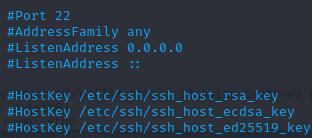 #Port 22
#AddressFamily any
#ListenAddress 0.0.0.0
#ListenAddress ::
#HostKey /etc/ssh/ssh_host_rsa_key
#HostKey /etc/ssh/ssh_host_ecdsa_key
#HostKey /etc/ssh/ssh_host_ed25519_key